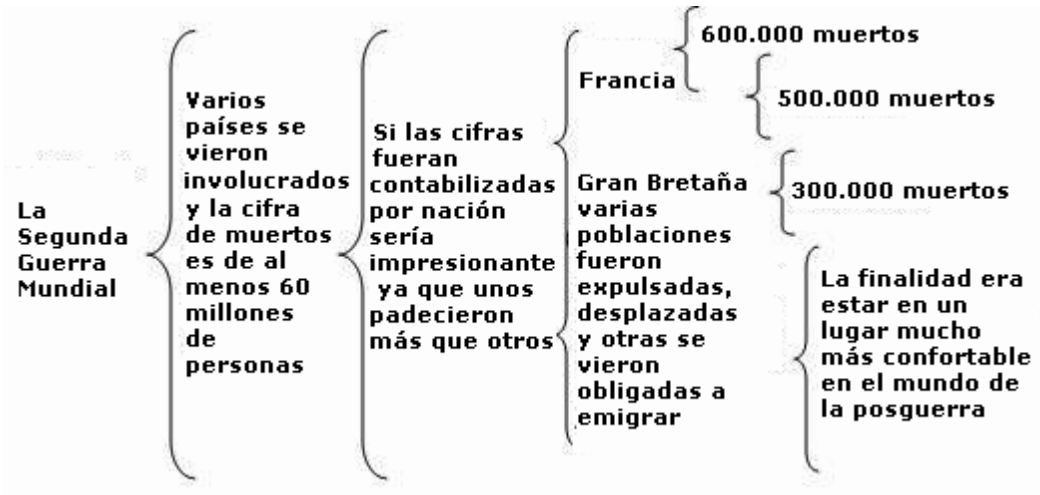 La
Segunda
Guerra
Mundial
Varios
países se
vieron
involucrados
y la cifra
de muertos
es de al
menos 60
millones
de
personas
Si las cifras
fueran
contabilizadas
por nación
sería
impresionante
ya que unos
padecieron
más que otros
Francia
600.000 muertos
500.000 muertos
Gran Bretaña
varias
poblaciones
fueron
expulsadas,
desplazadas
y otras se
vieron
obligadas a
emigrar
300.000 muertos
La finalidad era
estar en un
lugar mucho
más confortable
en el mundo de
la posguerra